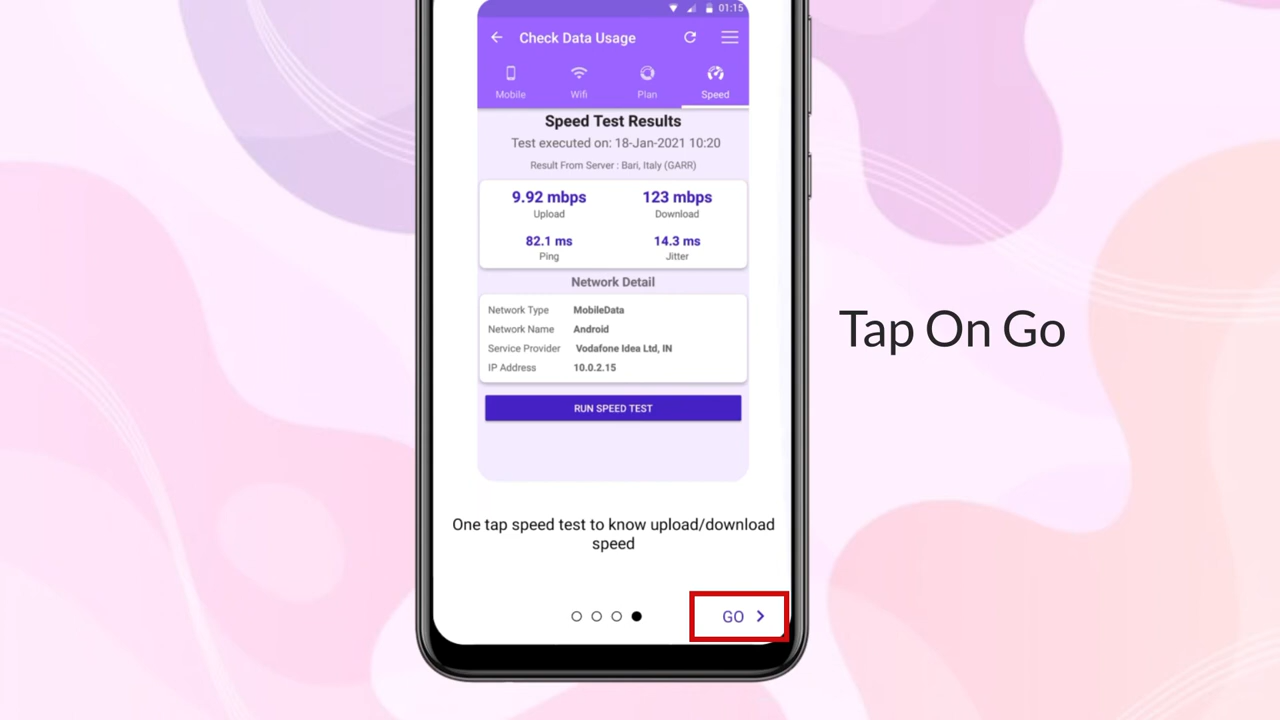 01:15
Check Data Usage
Mobile Wifi Plan Speed
Speed Test Results
Test executed on: 18-Jan-2021 10:20
Result From Server : Bari, Italy (GARR)
9.92 mbps 123 mbps
Upload Download
82.1 ms 14.3 ms
Ping Jitter
Network Detail
Network Type MobileData
Network Name Android
Service Provider Vodafone Idea Ltd, IN
IP Address 10.0.2.15
RUN SPEED TEST
One tap speed test to know upload/download
speed
GO
Tap On Go